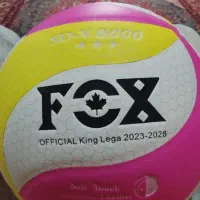 FOX
OFFICIAL King Lega 2023-2028
Soft Touch